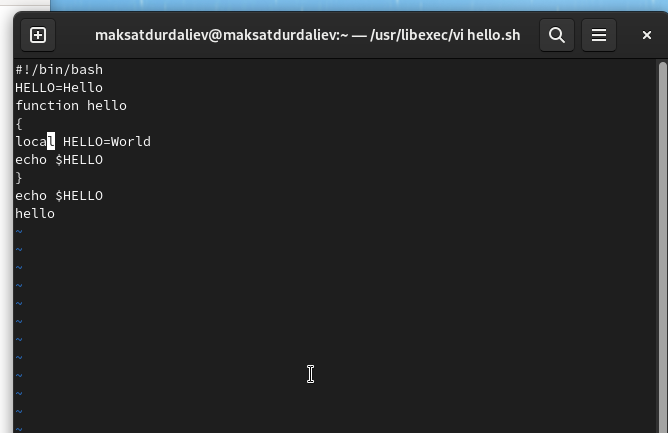 maksatdurdaliev@maksatdurdaliev:~ — /usr/libexec/vi hello.sh
#!/bin/bash
HELLO=Hello
function hello
{
local HELLO=World
echo $HELLO
}
echo $HELLO
hello
~
~
~
~
~
~
~
~
~
~
~
~